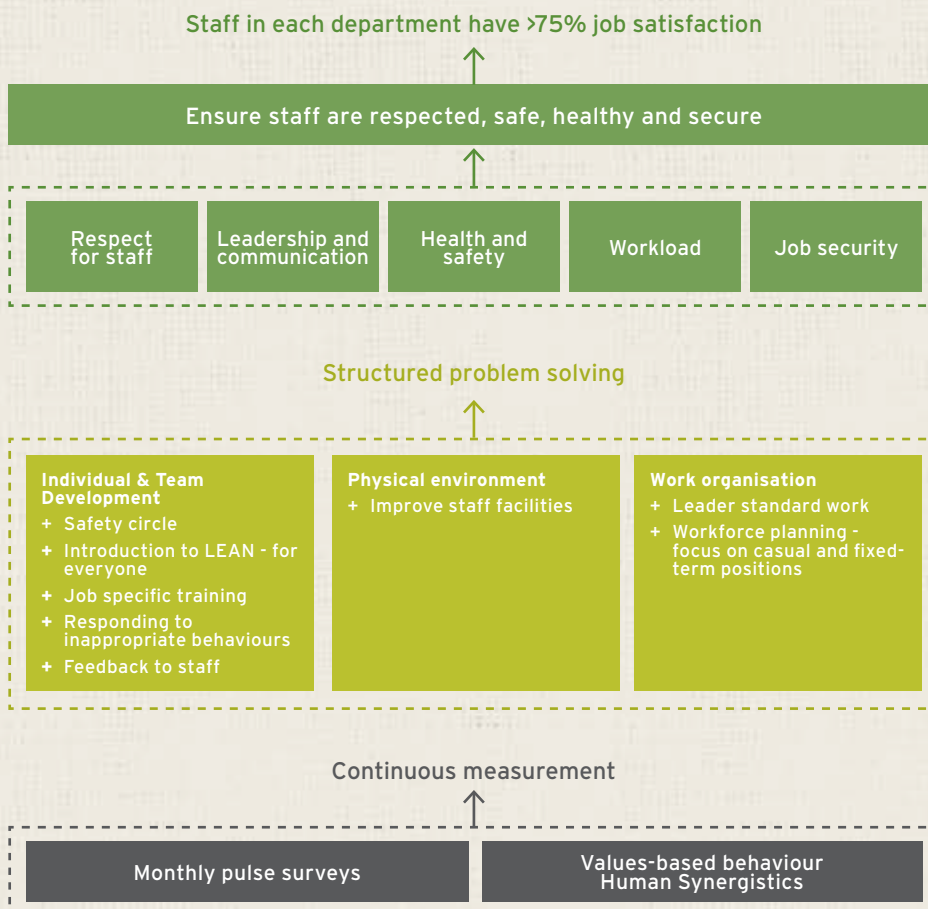 Staff in each department have >75% job satisfaction
Ensure staff are respected, safe, healthy and secure
Respect
for staff
Leadership and
communication
Health and
safety
Workload
Job security
Structured problem solving
Individual & Team
Development
+ Safety circle
+ Introduction to LEAN - for
everyone
+ Job specific training
+ Responding to
inappropriate behaviours
+ Feedback to staff
Physical environment
+ Improve staff facilities
Work organisation
+ Leader standard work
+ Workforce planning -
focus on casual and fixed-
term positions
Continuous measurement
Monthly pulse surveys
Values-based behaviour
Human Synergistics